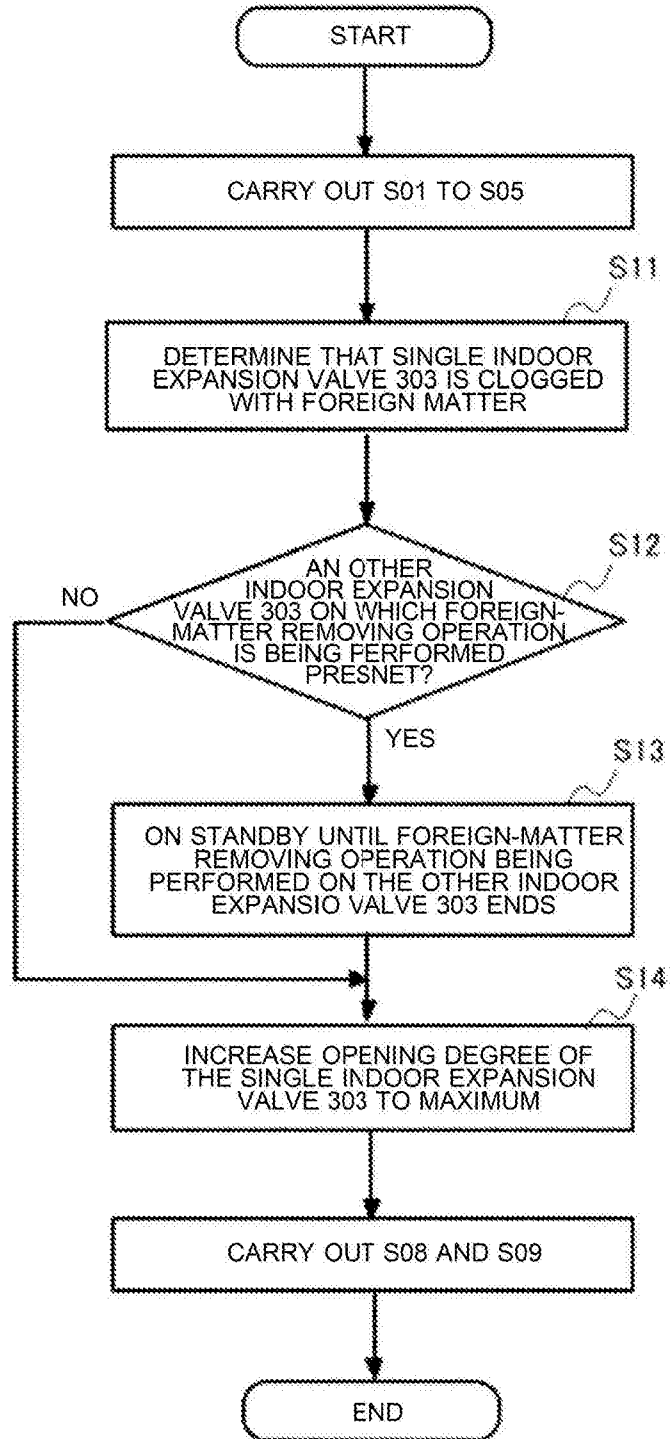 START
CARRY OUT S01 TO S05
S11
DETERMINE THAT SINGLE INDOOR
EXPANSION VALVE 303 IS CLOGGED
WITH FOREIGN MATTER
S12
AN OTHER
INDOOR EXPANSION
VALVE 303 ON WHICH FOREIGN-
MATTER REMOVING OPERATION
IS BEING PERFORMED
PRESNET?
NO
YES
S13
ON STANDBY UNTIL FOREIGN-MATTER
REMOVING OPERATION BEING
PERFORMED ON THE OTHER INDOOR
EXPANSIO VALVE 303 ENDS
S14
INCREASE OPENING DEGREE OF
THE SINGLE INDOOR EXPANSION
VALVE 303 TO MAXIMUM
CARRY OUT S08 AND S09
END